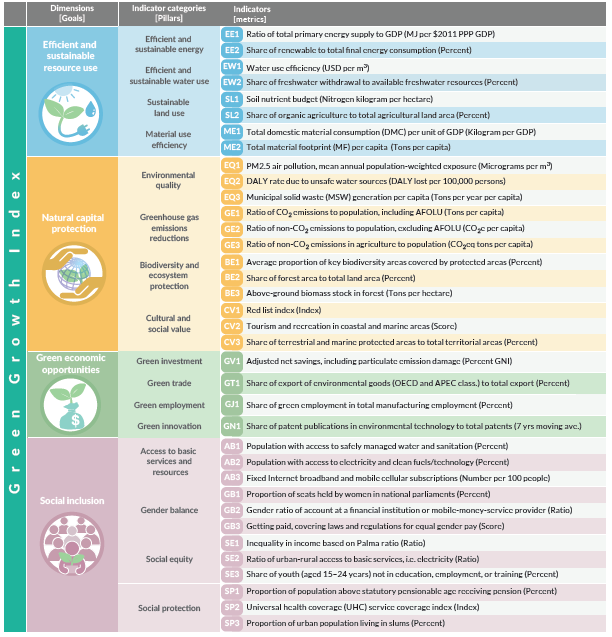 Dimensions
[Goals]
Indicator categories
[Pillars]
Indicators
[metrics]
Green Growth Index
Efficient and
sustainable
resource use
Efficient and
sustainable energy
EE1 Ratio of total primary energy supply to GDP (MJ per $2011 PPP GDP)
EE2 Share of renewable to total final energy consumption (Percent)
Efficient and
sustainable water use
EW1 Water use efficiency (USD per m³)
EW2 Share of freshwater withdrawal to available freshwater resources (Percent)
Sustainable
land use
SL1 Soil nutrient budget (Nitrogen kilogram per hectare)
SL2 Share of organic agriculture to total agricultural land area (Percent)
Material use
efficiency
ME1 Total domestic material consumption (DMC) per unit of GDP (Kilogram per GDP)
ME2 Total material footprint (MF) per capita (Tons per capita)
Natural capital
protection
Environmental
quality
EQ1 PM2.5 air pollution, mean annual population-weighted exposure (Micrograms per m³)
EQ2 DALY rate due to unsafe water sources (DALY lost per 100,000 persons)
EQ3 Municipal solid waste (MSW) generation per capita (Tons per year per capita)
Greenhouse gas
emissions
reductions
GE1 Ratio of CO₂ emissions to population, including AFOLU (Tons per capita)
GE2 Ratio of non-CO₂ emissions to population, excluding AFOLU (CO₂e per capita)
GE3 Ratio of non-CO₂ emissions in agriculture to population (CO₂eq tons per capita)
Biodiversity and
ecosystem
protection
BE1 Average proportion of key biodiversity areas covered by protected areas (Percent)
BE2 Share of forest area to total land area (Percent)
BE3 Above-ground biomass stock in forest (Tons per hectare)
Cultural and
social value
CV1 Red list index (Index)
CV2 Tourism and recreation in coastal and marine areas (Score)
CV3 Share of terrestrial and marine protected areas to total territorial areas (Percent)
Green economic
opportunities
$
Green investment
GV1 Adjusted net savings, including particulate emission damage (Percent GNI)
Green trade
GT1 Share of export of environmental goods (OECD and APEC class.) to total export (Percent)
Green employment
GJ1 Share of green employment in total manufacturing employment (Percent)
Green innovation
GN1 Share of patent publications in environmental technology to total patents (7 yrs moving ave.)
Social inclusion
Access to basic
services and
resources
AB1 Population with access to safely managed water and sanitation (Percent)
AB2 Population with access to electricity and clean fuels/technology (Percent)
AB3 Fixed Internet broadband and mobile cellular subscriptions (Number per 100 people)
Gender balance
GB1 Proportion of seats held by women in national parliaments (Percent)
GB2 Gender ratio of account at a financial institution or mobile-money-service provider (Ratio)
GB3 Getting paid, covering laws and regulations for equal gender pay (Score)
Social equity
SE1 Inequality in income based on Palma ratio (Ratio)
SE2 Ratio of urban-rural access to basic services, i.e. electricity (Ratio)
SE3 Share of youth (aged 15–24 years) not in education, employment, or training (Percent)
Social protection
SP1 Proportion of population above statutory pensionable age receiving pension (Percent)
SP2 Universal health coverage (UHC) service coverage index (Index)
SP3 Proportion of urban population living in slums (Percent)